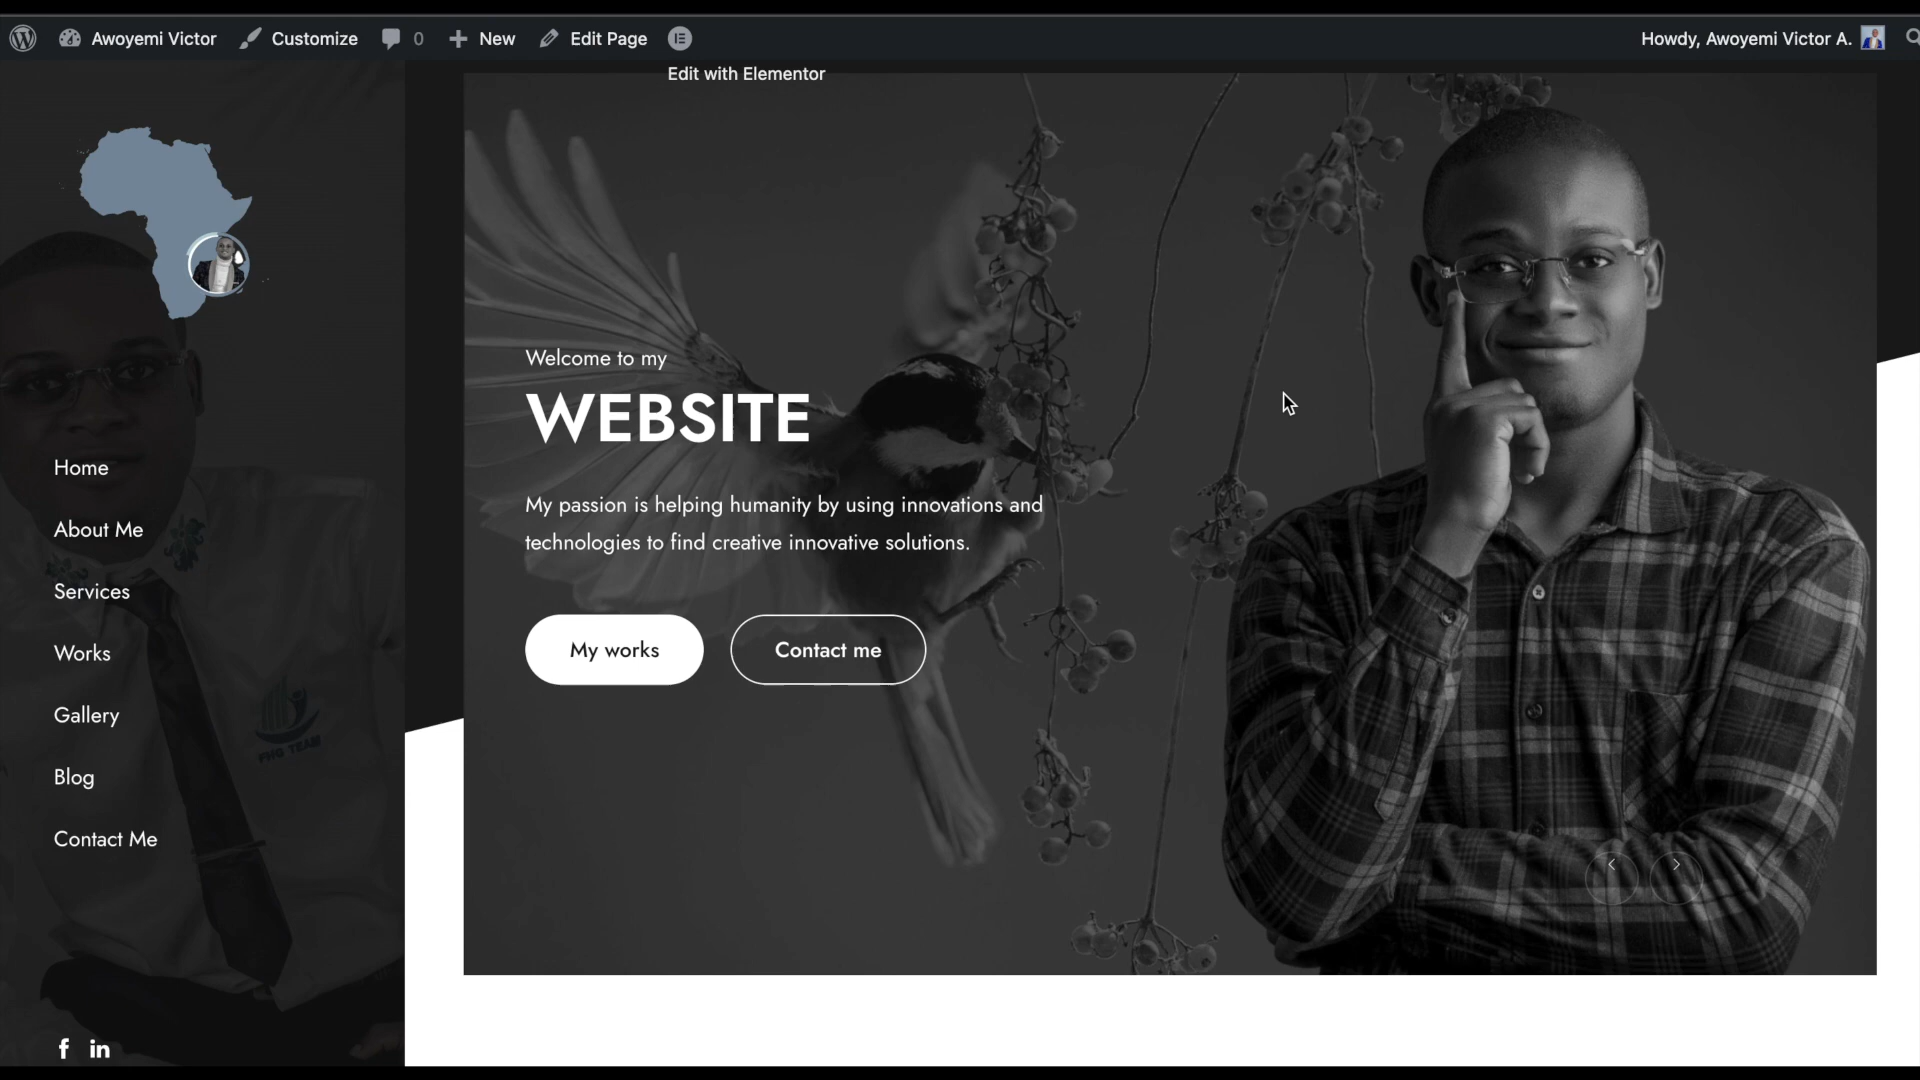 Awoyemi Victor
Customize
0
New
Edit Page
Howdy, Awoyemi Victor A.
Edit with Elementor
Home
About Me
Services
Works
Gallery
Blog
Contact Me
f in
Welcome to my
WEBSITE
My passion is helping humanity by using innovations and
technologies to find creative innovative solutions.
My works
Contact me
FHG TEAM